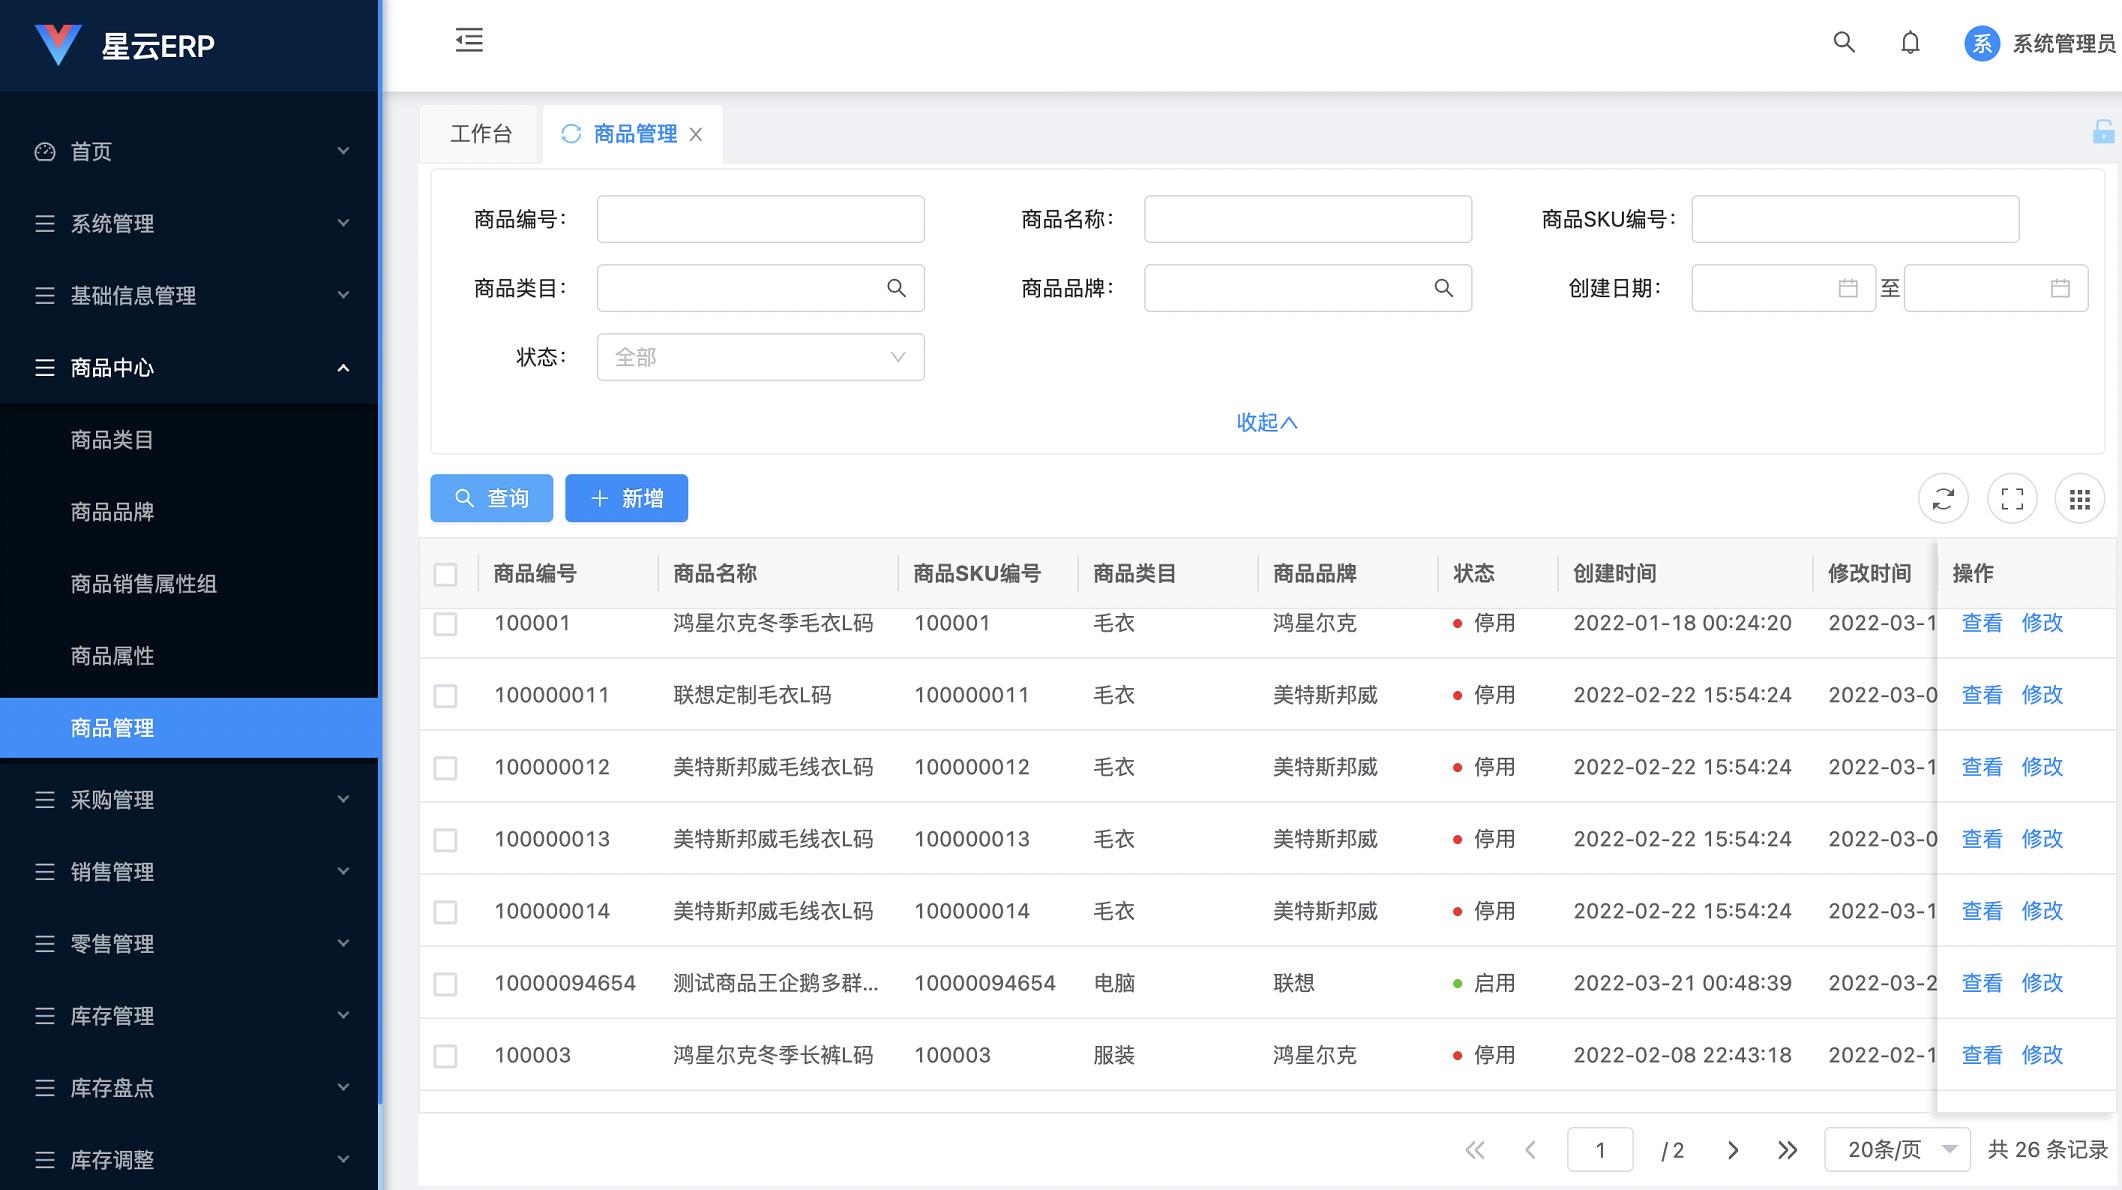 星云ERP
系 系统管理员
首页
系统管理
基础信息管理
商品中心
商品类目
商品品牌
商品销售属性组
商品属性
商品管理
采购管理
销售管理
零售管理
库存管理
库存盘点
库存调整
工作台 商品管理
商品编号: 商品名称: 商品SKU编号:
商品类目: 商品品牌: 创建日期: 至
状态: 全部
收起
查询 新增
商品编号 商品名称 商品SKU编号 商品类目 商品品牌 状态 创建时间 修改时间 操作
100001 鸿星尔克冬季毛衣L码 100001 毛衣 鸿星尔克 停用 2022-01-18 00:24:20 2022-03-1 查看 修改
100000011 联想定制毛衣L码 100000011 毛衣 美特斯邦威 停用 2022-02-22 15:54:24 2022-03-0 查看 修改
100000012 美特斯邦威毛线衣L码 100000012 毛衣 美特斯邦威 停用 2022-02-22 15:54:24 2022-03-1 查看 修改
100000013 美特斯邦威毛线衣L码 100000013 毛衣 美特斯邦威 停用 2022-02-22 15:54:24 2022-03-0 查看 修改
100000014 美特斯邦威毛线衣L码 100000014 毛衣 美特斯邦威 停用 2022-02-22 15:54:24 2022-03-1 查看 修改
10000094654 测试商品王企鹅多群... 10000094654 电脑 联想 启用 2022-03-21 00:48:39 2022-03-2 查看 修改
100003 鸿星尔克冬季长裤L码 100003 服装 鸿星尔克 停用 2022-02-08 22:43:18 2022-02-1 查看 修改
1 / 2 20条/页 共 26 条记录